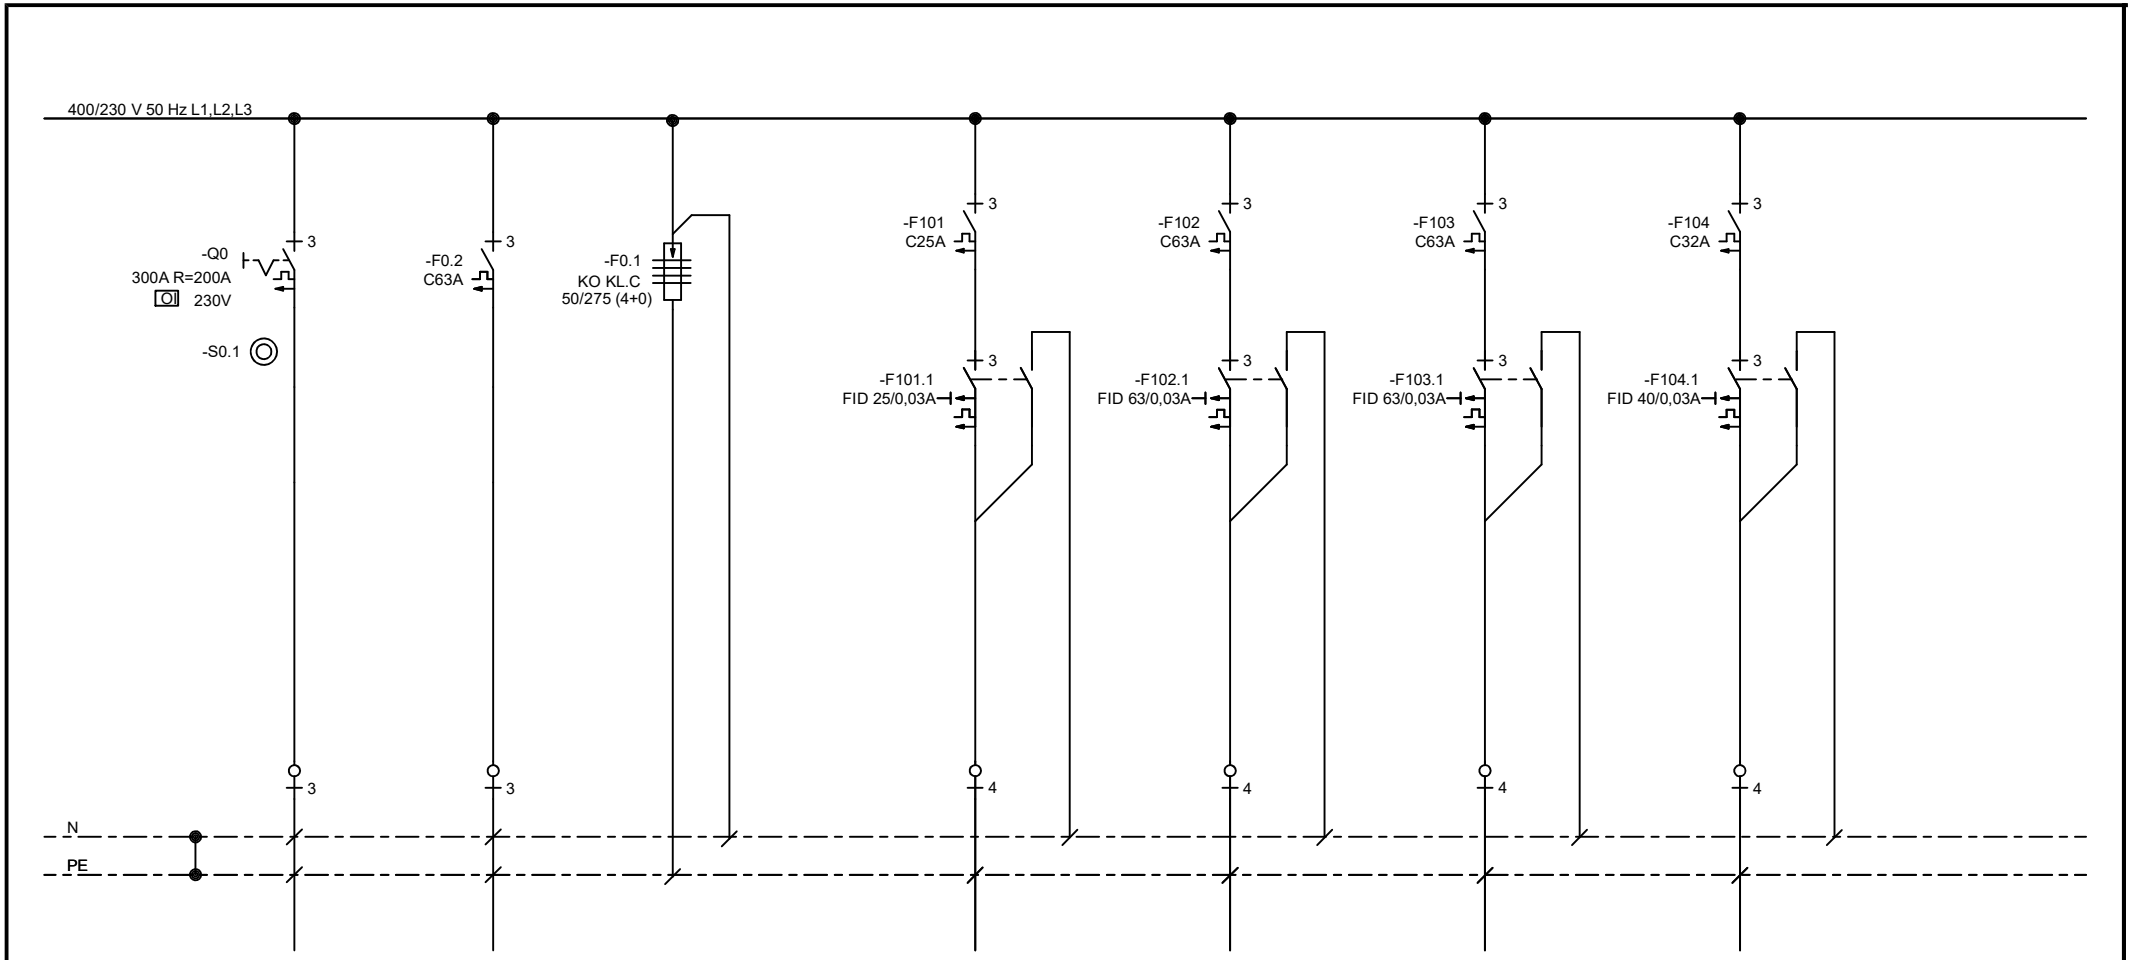 400/230 V 50 Hz L1,L2,L3
-Q0
300A R=200A
OI 230V
3
-S0.1
3
-F0.2
C63A
3
3
-F0.1
KO KL.C
50/275 (4+0)
-F101
C25A
3
-F101.1
FID 25/0,03A
3
4
-F102
C63A
3
-F102.1
FID 63/0,03A
3
4
-F103
C63A
3
-F103.1
FID 63/0,03A
3
4
-F104
C32A
3
-F104.1
FID 40/0,03A
3
4
N
PE